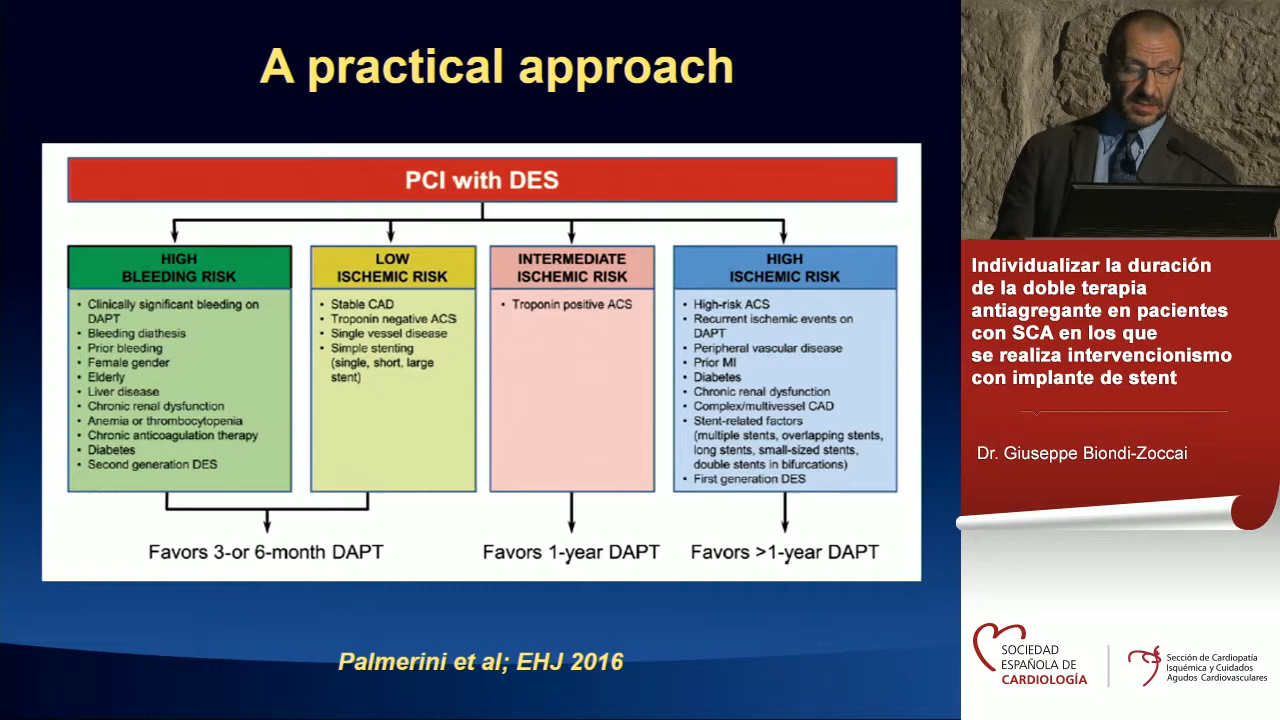 A practical approach
PCI with DES
HIGH
BLEEDING RISK
• Clinically significant bleeding on
DAPT
• Bleeding diathesis
• Prior bleeding
• Female gender
• Elderly
• Liver disease
• Chronic renal dysfunction
• Anemia or thrombocytopenia
• Chronic anticoagulation therapy
• Diabetes
• Second generation DES
LOW
ISCHEMIC RISK
• Stable CAD
• Troponin negative ACS
• Single vessel disease
• Simple stenting
(single, short, large
stent)
INTERMEDIATE
ISCHEMIC RISK
• Troponin positive ACS
HIGH
ISCHEMIC RISK
• High-risk ACS
• Recurrent ischemic events on
DAPT
• Peripheral vascular disease
• Prior MI
• Diabetes
• Chronic renal dysfunction
• Complex/multivessel CAD
• Stent-related factors
(multiple stents, overlapping stents,
long stents, small-sized stents,
double stents in bifurcations)
• First generation DES
Favors 3-or 6-month DAPT
Favors 1-year DAPT
Favors >1-year DAPT
Palmerini et al; EHJ 2016
Individualizar la duración
de la doble terapia
antiagregante en pacientes
con SCA en los que
se realiza intervencionismo
con implante de stent
Dr. Giuseppe Biondi-Zoccai
SOCIEDAD
ESPAÑOLA DE
CARDIOLOGÍA
Sección de Cardiopatía
Isquémica y Cuidados
Agudos Cardiovasculares